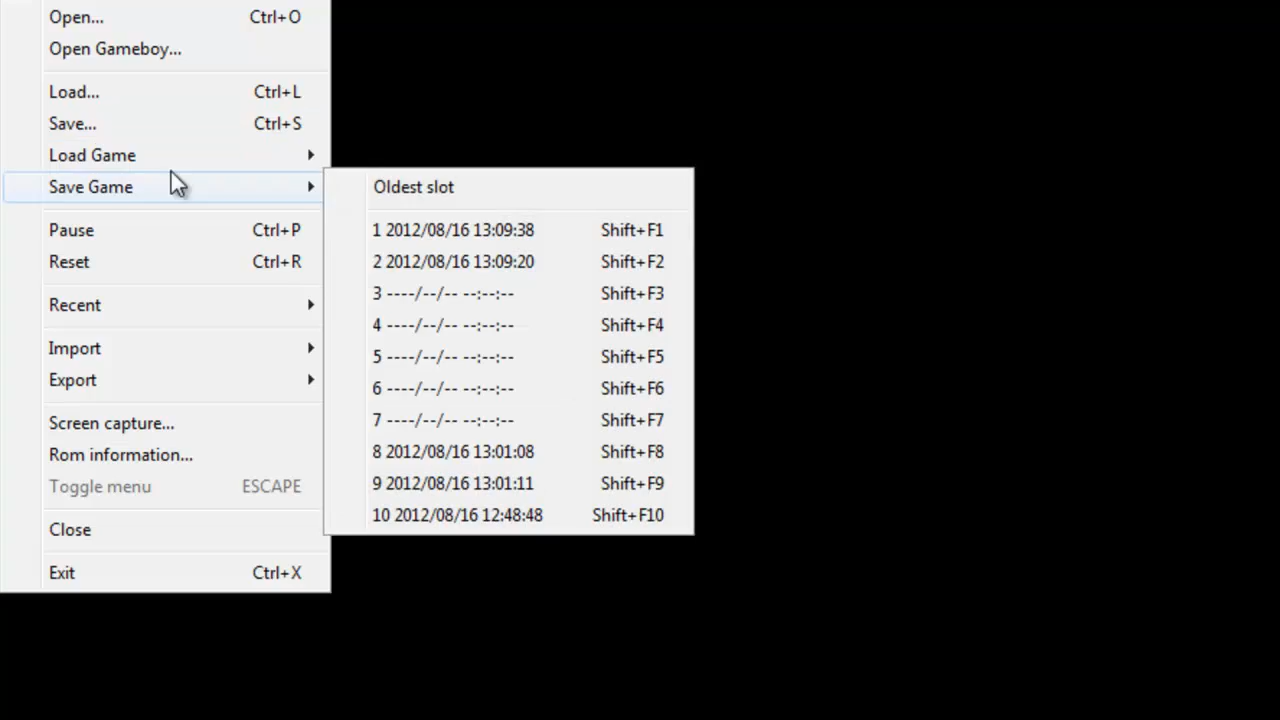 Open... Ctrl+O
Open Gameboy...
Load... Ctrl+L
Save... Ctrl+S
Load Game
Save Game
Pause Ctrl+P
Reset Ctrl+R
Recent
Import
Export
Screen capture...
Rom information...
Toggle menu ESCAPE
Close
Exit Ctrl+X
Oldest slot
1 2012/08/16 13:09:38 Shift+F1
2 2012/08/16 13:09:20 Shift+F2
3 ----/--/-- --:--:-- Shift+F3
4 ----/--/-- --:--:-- Shift+F4
5 ----/--/-- --:--:-- Shift+F5
6 ----/--/-- --:--:-- Shift+F6
7 ----/--/-- --:--:-- Shift+F7
8 2012/08/16 13:01:08 Shift+F8
9 2012/08/16 13:01:11 Shift+F9
10 2012/08/16 12:48:48 Shift+F10